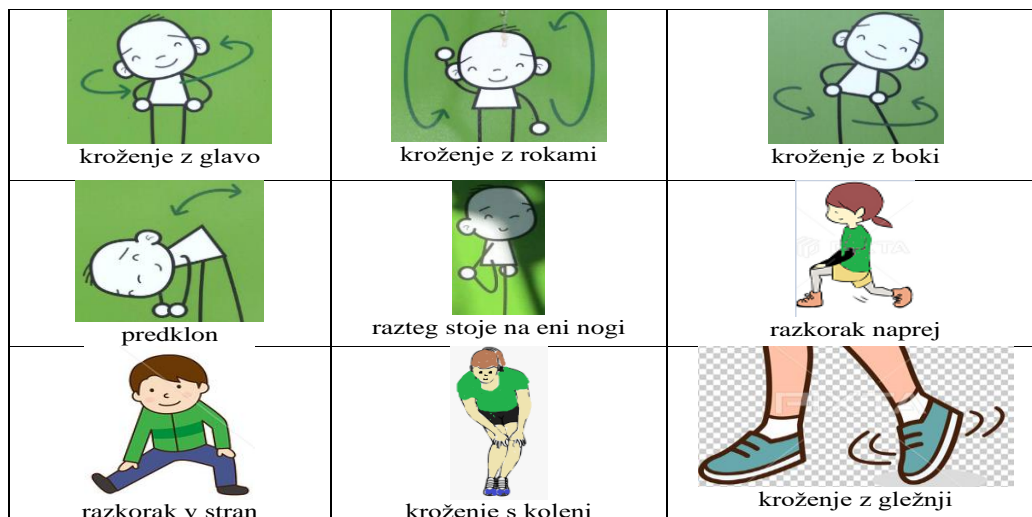 kroženje z glavo
kroženje z rokami
kroženje z boki
predklon
razteg stoje na eni nogi
razkorak naprej
razkorak v stran
kroženje s koleni
kroženje z gležnji